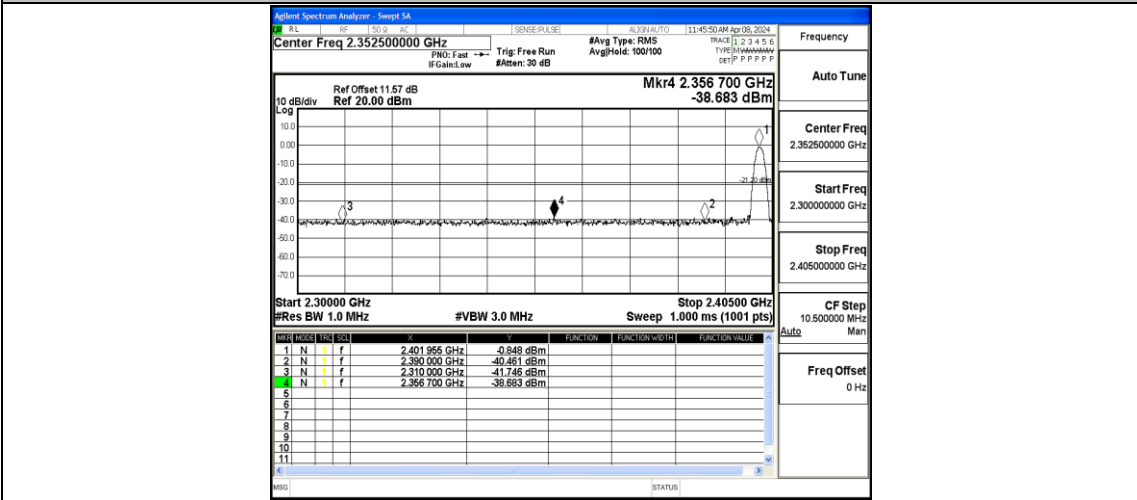 Agilent Spectrum Analyzer - Swept SA
RL RF 50 Ω AC SENSE:PULSE ALIGN AUTO 11:45:50 AM Apr 08, 2024
Center Freq 2.352500000 GHz
PNO: Fast
IFGain:Low
Trig: Free Run
#Atten: 30 dB
#Avg Type: RMS
Avg|Hold: 100/100
TRACE 1 2 3 4 5 6
TYPE M
DET P P P P P P
Frequency
Auto Tune
Center Freq
2.352500000 GHz
Start Freq
2.300000000 GHz
Stop Freq
2.405000000 GHz
CF Step
10.500000 MHz
Auto Man
Freq Offset
0 Hz
Mkr4 2.356 700 GHz
-38.683 dBm
Ref Offset 11.57 dB
10 dB/div Ref 20.00 dBm
Log
10.0
0.00
-10.0
-20.0
-30.0
-40.0
-50.0
-60.0
-70.0
1
-21.20 dBm
2
3
4
Start 2.30000 GHz Stop 2.40500 GHz
#Res BW 1.0 MHz #VBW 3.0 MHz Sweep 1.000 ms (1001 pts)
MKR MODE TRC SCL X Y FUNCTION FUNCTION WIDTH FUNCTION VALUE
1 N 1 f 2.401 955 GHz -0.848 dBm
2 N 1 f 2.390 000 GHz -40.461 dBm
3 N 1 f 2.310 000 GHz -41.746 dBm
4 N 1 f 2.356 700 GHz -38.683 dBm
5
6
7
8
9
10
11
MSG STATUS